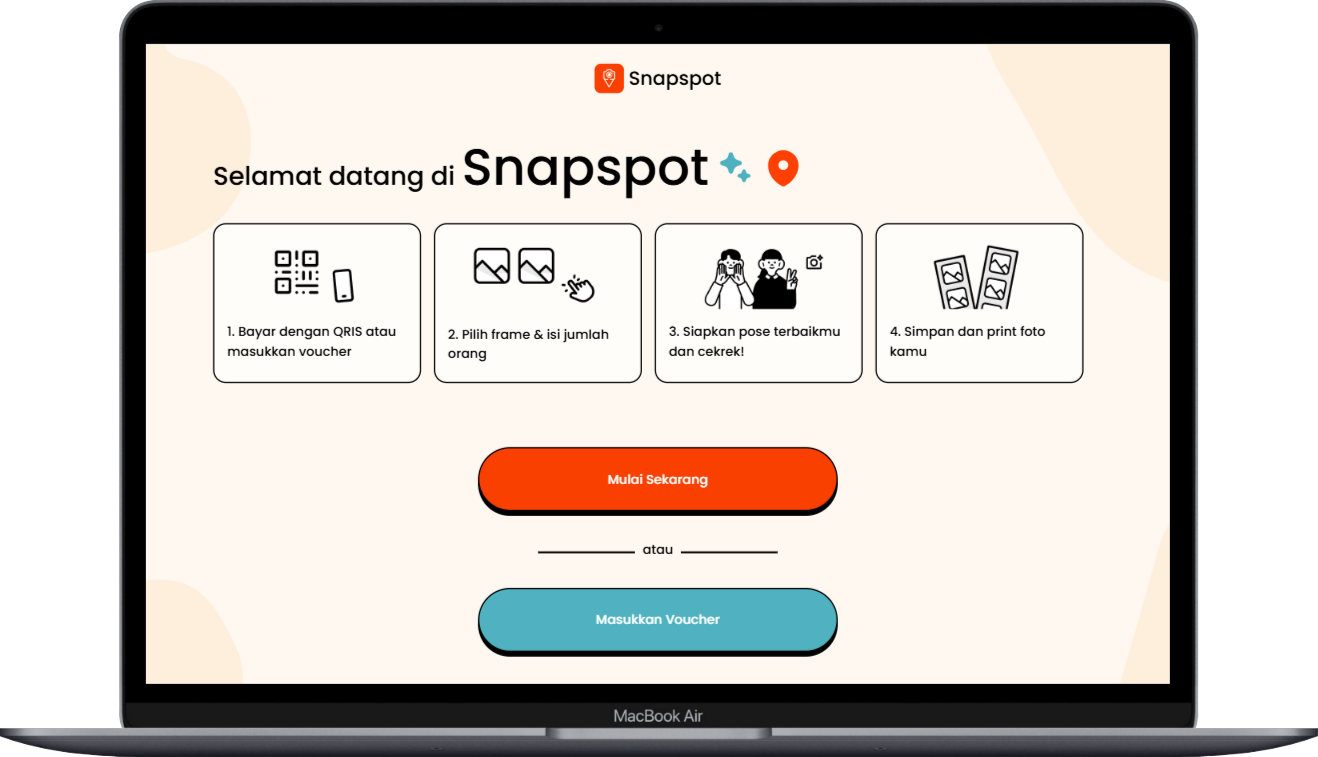 Snapspot
Selamat datang di Snapspot
1. Bayar dengan QRIS atau
masukkan voucher
2. Pilih frame & isi jumlah
orang
3. Siapkan pose terbaikmu
dan cekrek!
4. Simpan dan print foto
kamu
Mulai Sekarang
atau
Masukkan Voucher
MacBook Air